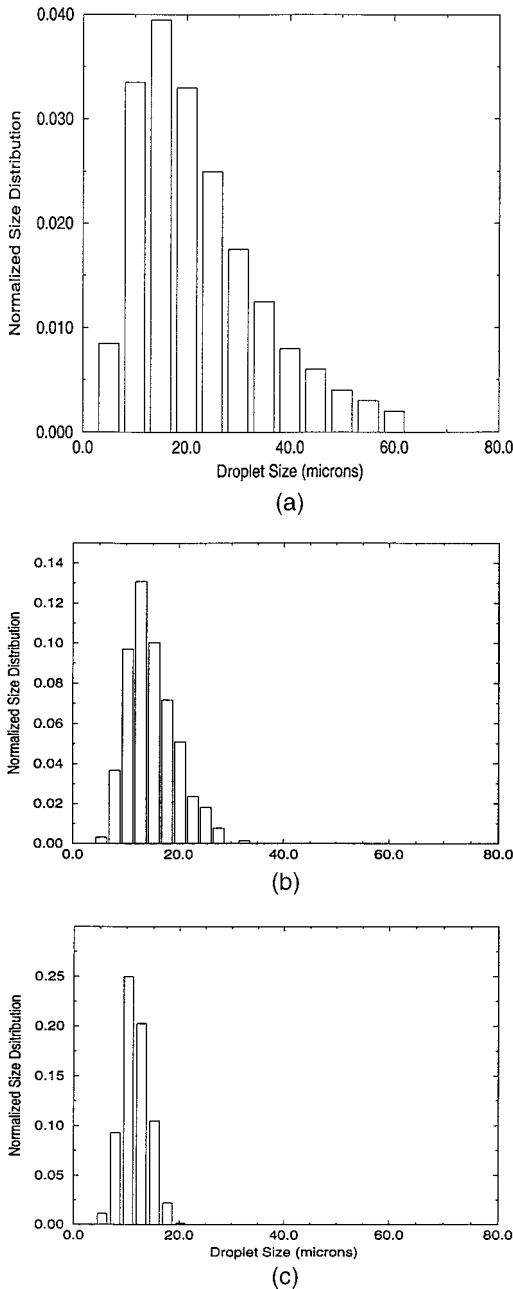 0.040
0.030
0.020
0.010
0.000
Normalized Size Distribution
0.0 20.0 40.0 60.0 80.0
Droplet Size (microns)
(a)
0.14
0.12
0.10
0.08
0.06
0.04
0.02
0.00
Normalized Size Distribution
0.0 20.0 40.0 60.0 80.0
(b)
0.25
0.20
0.15
0.10
0.05
0.00
Normalized Size Dsitribution
0.0 20.0 40.0 60.0 80.0
Droplet Size (microns)
(c)